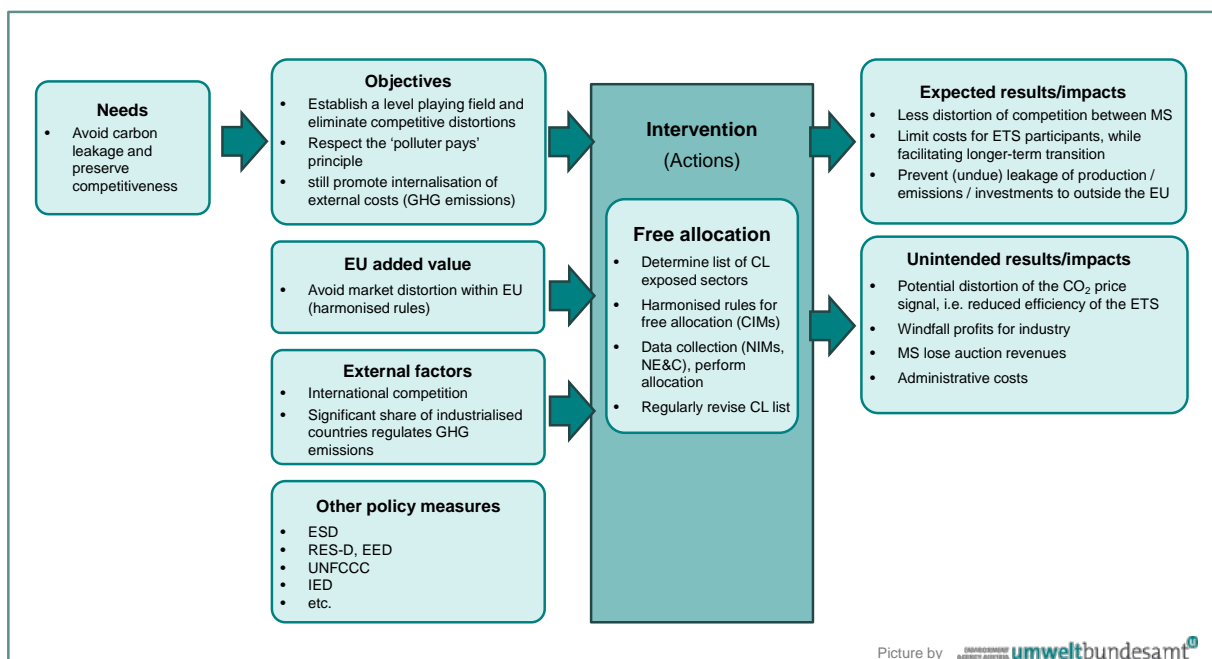 Needs
• Avoid carbon
leakage and
preserve
competitiveness
Objectives
• Establish a level playing field and
eliminate competitive distortions
• Respect the ‘polluter pays’
principle
• still promote internalisation of
external costs (GHG emissions)
EU added value
• Avoid market distortion within EU
(harmonised rules)
External factors
• International competition
• Significant share of industrialised
countries regulates GHG
emissions
Other policy measures
• ESD
• RES-D, EED
• UNFCCC
• IED
• etc.
Intervention
(Actions)
Free allocation
• Determine list of CL
exposed sectors
• Harmonised rules for
free allocation (CIMs)
• Data collection (NIMs,
NE&C), perform
allocation
• Regularly revise CL list
Expected results/impacts
• Less distortion of competition between MS
• Limit costs for ETS participants, while
facilitating longer-term transition
• Prevent (undue) leakage of production /
emissions / investments to outside the EU
Unintended results/impacts
• Potential distortion of the CO₂ price
signal, i.e. reduced efficiency of the ETS
• Windfall profits for industry
• MS lose auction revenues
• Administrative costs
Picture by
ENVIRONMENT
AGENCY AUSTRIA umweltbundesamt U